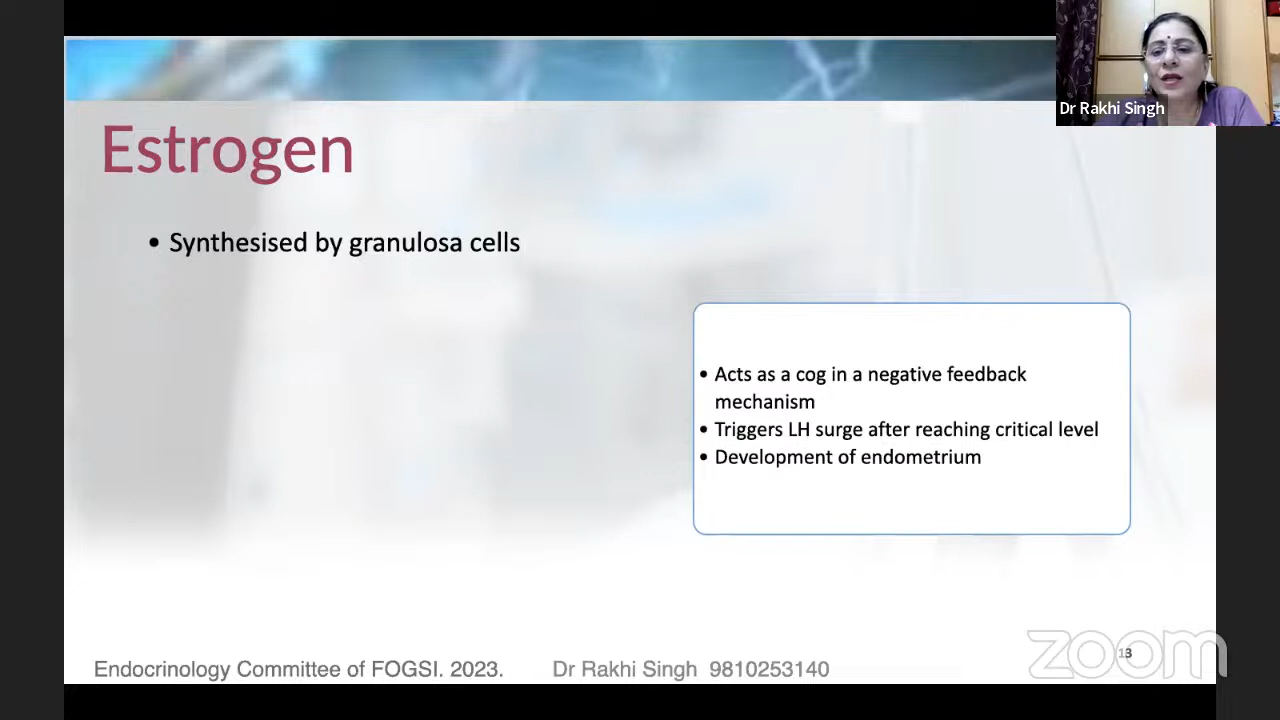 Dr Rakhi Singh
Estrogen
• Synthesised by granulosa cells
• Acts as a cog in a negative feedback
mechanism
• Triggers LH surge after reaching critical level
• Development of endometrium
Endocrinology Committee of FOGSI. 2023. Dr Rakhi Singh 9810253140
13
zoom